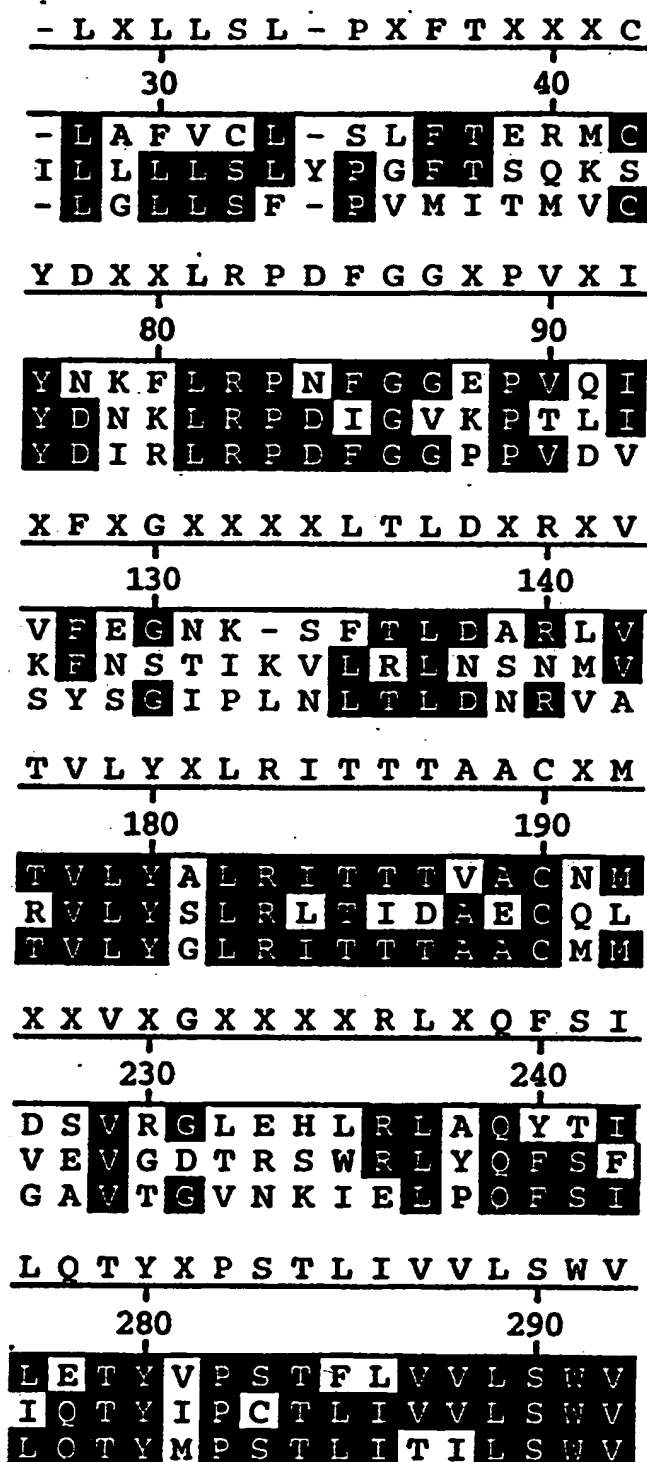 - L X L L S L - P X F T X X X C
30 40
- L A F V C L - S L F T E R M C
I L L L L S L Y P G F T S Q K S
- L G L L S F - P V M I T M V C
Y D X X L R P D F G G X P V X I
80 90
Y N K F L R P N F G G E P V Q I
Y D N K L R P D I G V K P T L I
Y D I R L R P D F G G P P V D V
X F X G X X X X L T L D X R X V
130 140
V F E G N K - S F T L D A R L V
K F N S T I K V L R L N S N M V
S Y S G I P L N L T L D N R V A
T V L Y X L R I T T T A A C X M
180 190
T V L Y A L R I T T T V A C N M
R V L Y S L R L T I D A E C Q L
T V L Y G L R I T T T A A C M M
X X V X G X X X X R L X Q F S I
230 240
D S V R G L E H L R L A Q Y T I
V E V G D T R S W R L Y Q F S F
G A V T G V N K I E L P Q F S I
L Q T Y X P S T L I V V L S W V
280 290
L E T Y V P S T F L V V L S W V
I Q T Y I P C T L I V V L S W V
L Q T Y M P S T L I T I L S W V